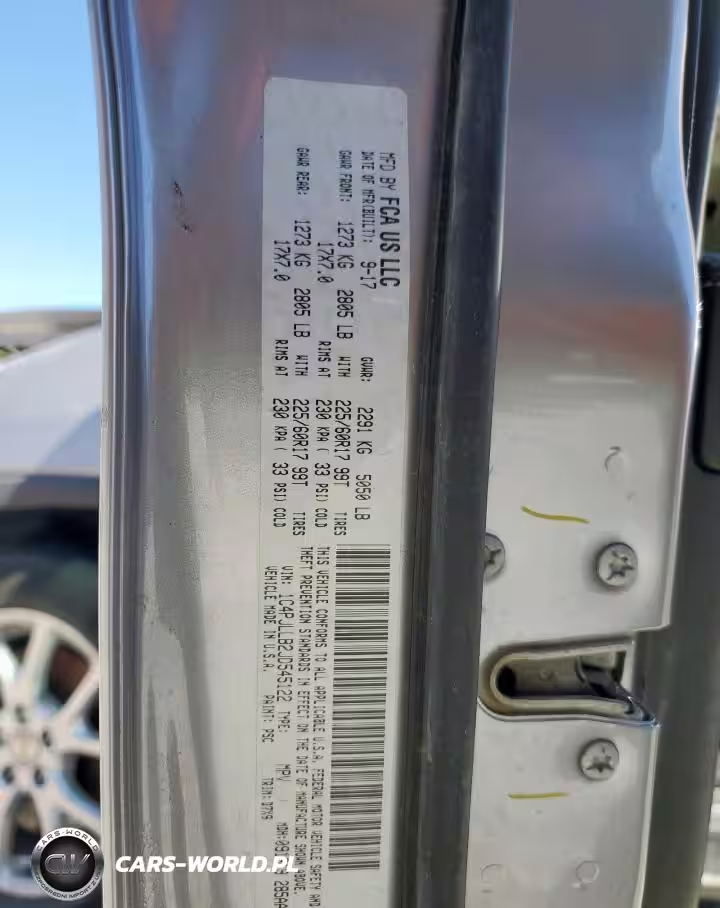 MFD BY FCA US LLC
DATE OF MFR(BUILT): 9-17 GVWR: 2291 KG 5050 LB
GAWR FRONT: 1273 KG 2805 LB WITH 225/60R17 99T TIRES
17X7.0 RIMS AT 230 KPA ( 33 PSI) COLD
GAWR REAR: 1273 KG 2805 LB WITH 225/60R17 99T TIRES
17X7.0 RIMS AT 230 KPA ( 33 PSI) COLD
THIS VEHICLE CONFORMS TO ALL APPLICABLE U.S.A. FEDERAL MOTOR VEHICLE SAFETY AND
THEFT PREVENTION STANDARDS IN EFFECT ON THE DATE OF MANUFACTURE SHOWN ABOVE.
VIN: 1C4PJLLB2JD545122 TYPE: MPV
VEHICLE MADE IN U.S.A. PAINT: PSC TRIM: B7X9
CARS-WORLD
CW
CARS-WORLD.PL